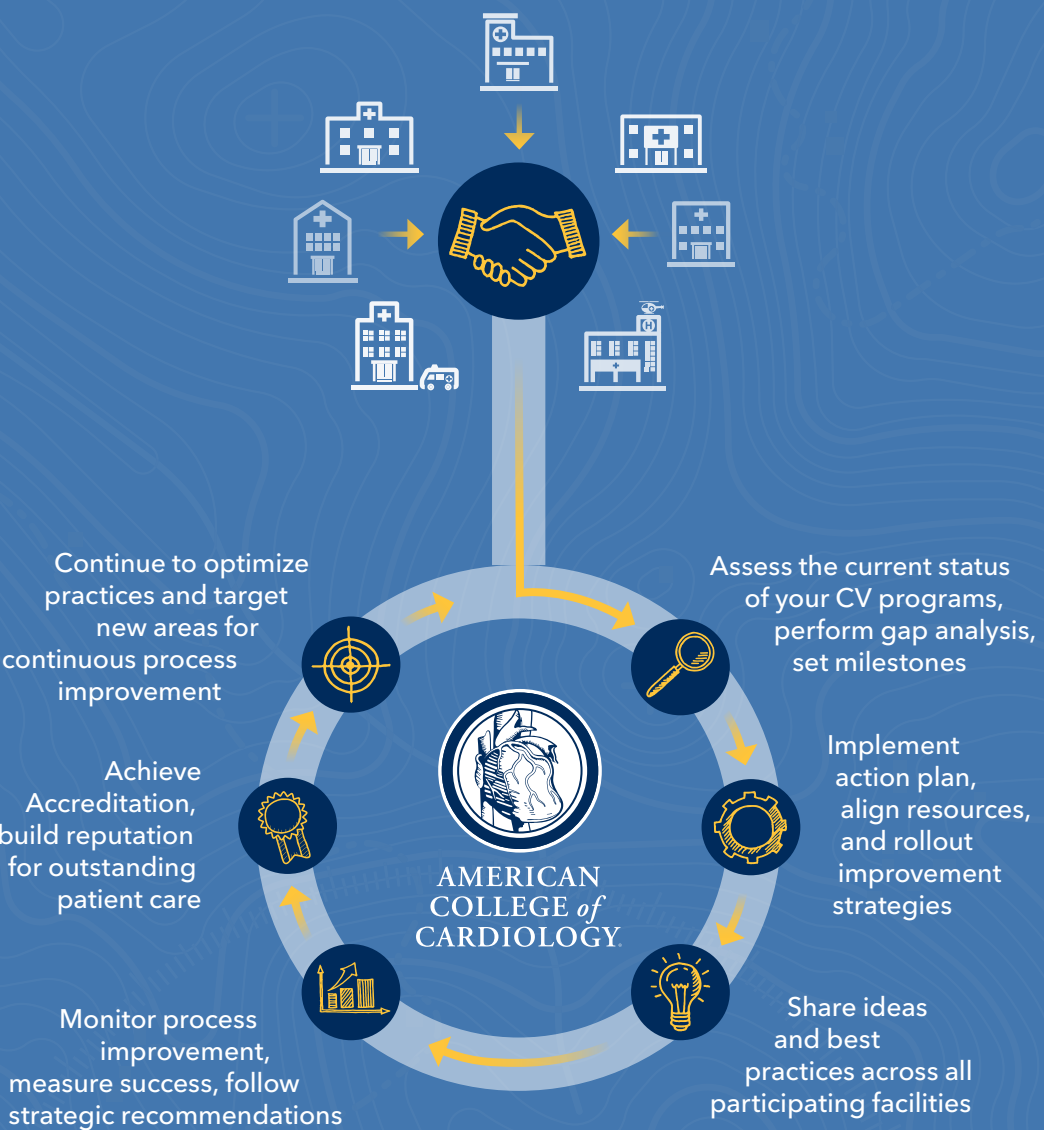 H
Continue to optimize
practices and target
new areas for
continuous process
improvement
Assess the current status
of your CV programs,
perform gap analysis,
set milestones
Implement
action plan,
align resources,
and rollout
improvement
strategies
Achieve
Accreditation,
build reputation
for outstanding
patient care
AMERICAN
COLLEGE of
CARDIOLOGY®
Share ideas
and best
practices across all
participating facilities
Monitor process
improvement,
measure success, follow
strategic recommendations